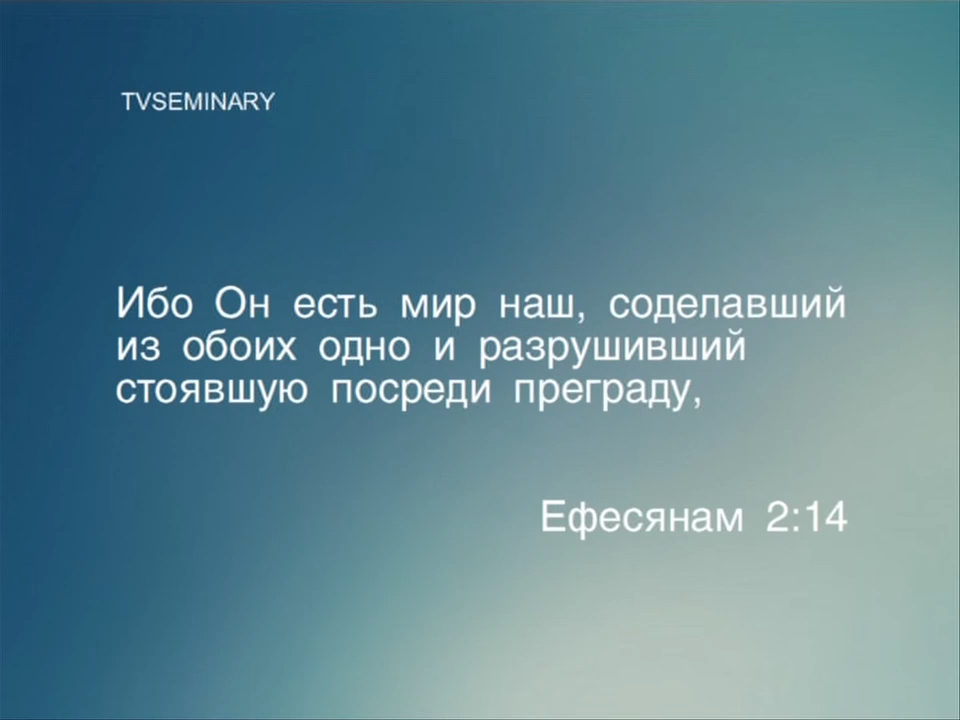 TVSEMINARY
Ибо Он есть мир наш, соделавший
из обоих одно и разрушивший
стоявшую посреди преграду,
Ефесянам 2:14